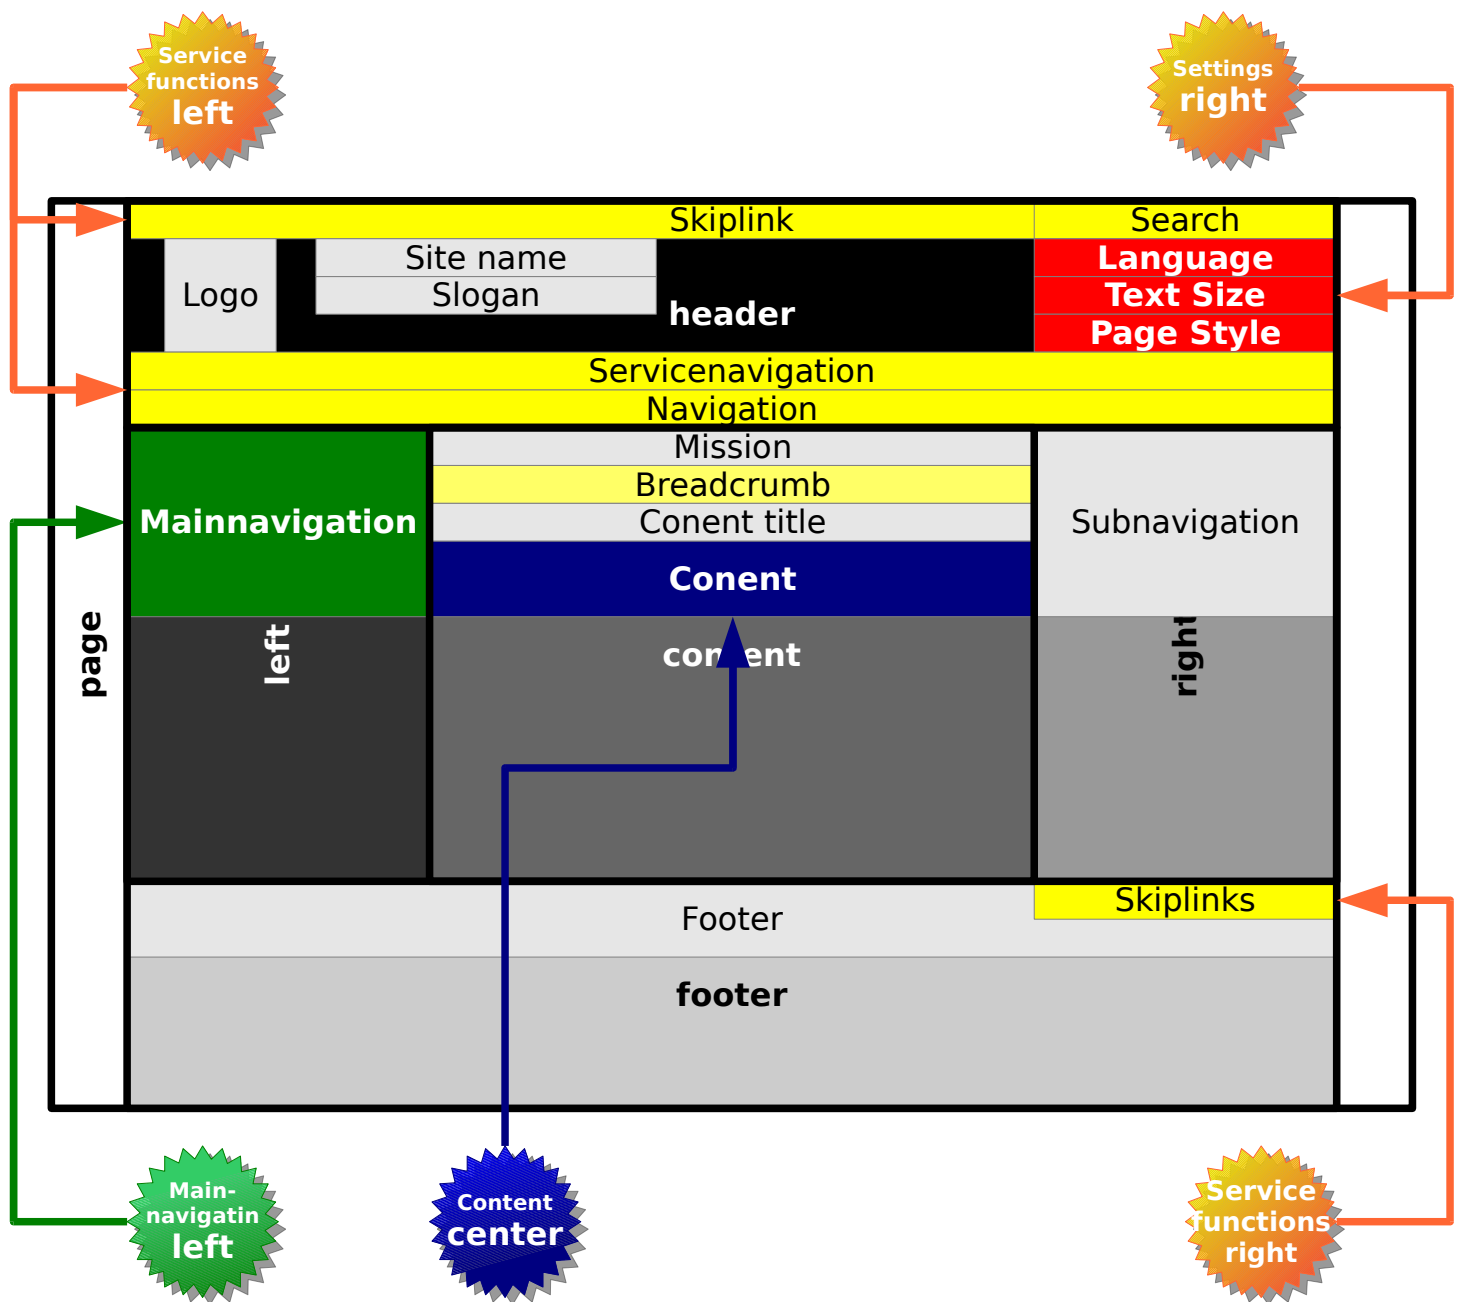 Service
functions
left
Settings
right
Skiplink
Search
Logo
Site name
Slogan
header
Language
Text Size
Page Style
Servicenavigation
Navigation
Mainnavigation
Mission
Breadcrumb
Conent title
Conent
Subnavigation
page
left
content
right
Footer
Skiplinks
footer
Main-
navigatin
left
Content
center
Service
functions
right